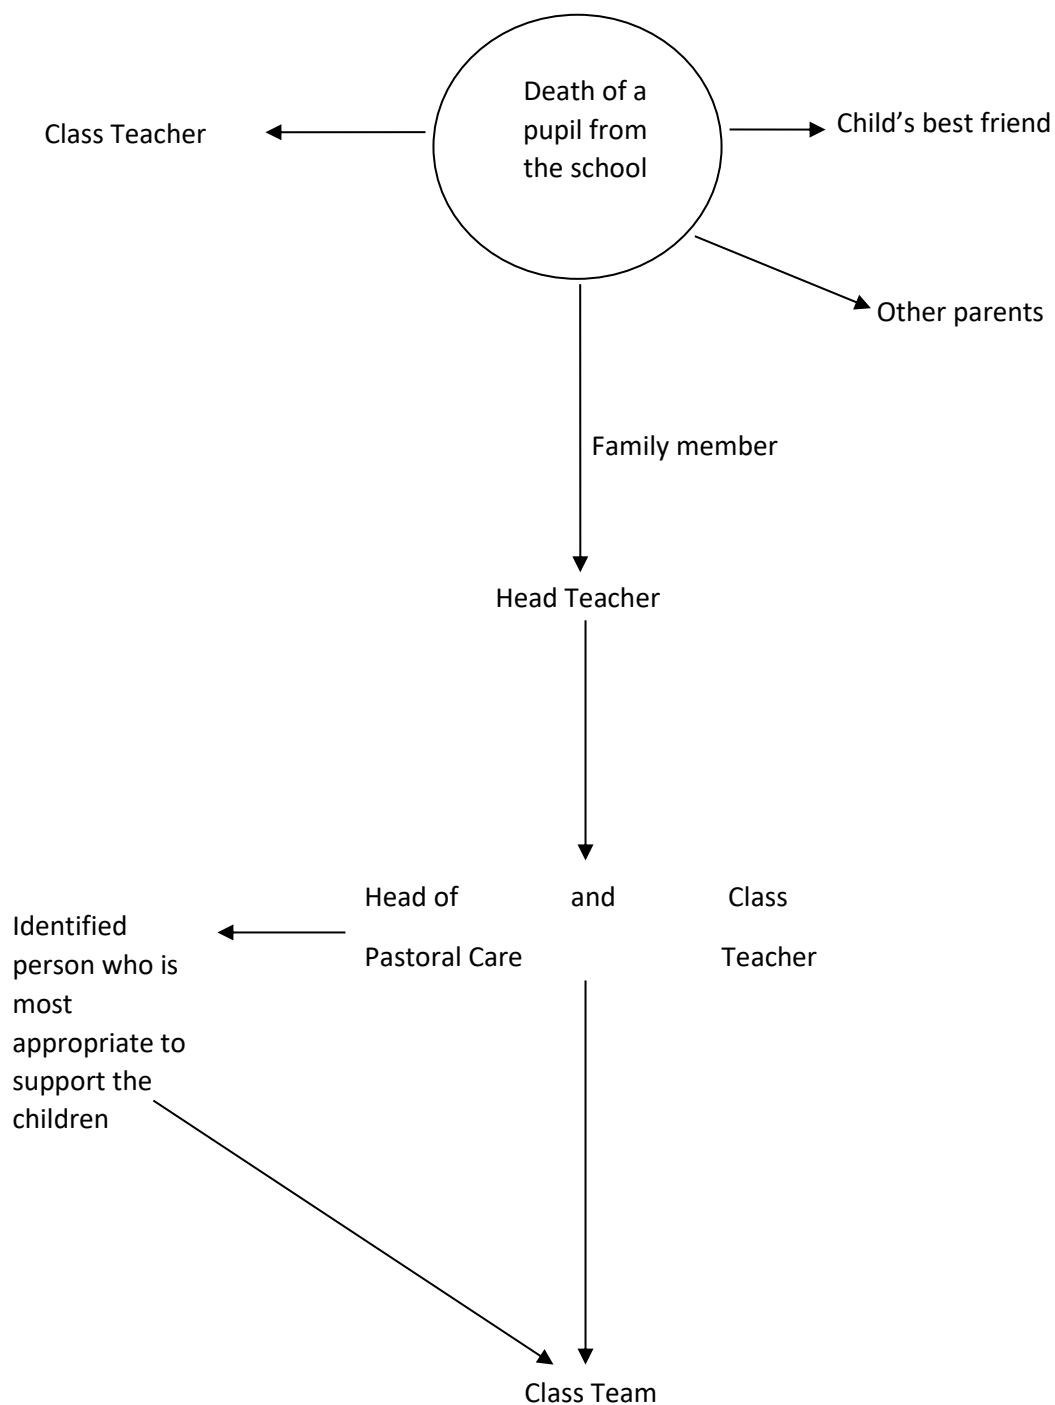 Death of a
pupil from
the school
Class Teacher
Child’s best friend
Other parents
Family member
Head Teacher
Head of and Class
Pastoral Care Teacher
Identified
person who is
most
appropriate to
support the
children
Class Team